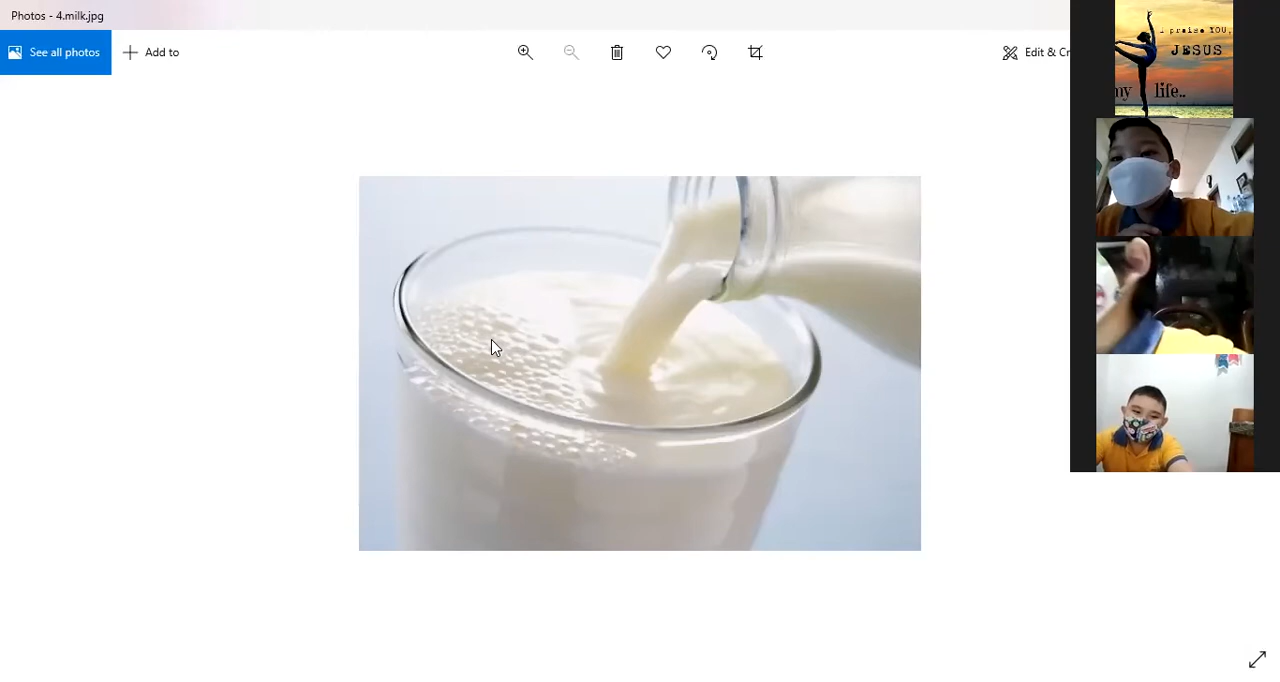 Photos - 4.milk.jpg
See all photos
Add to
Edit & Cr
i praise YOU,
JESUS
my life..